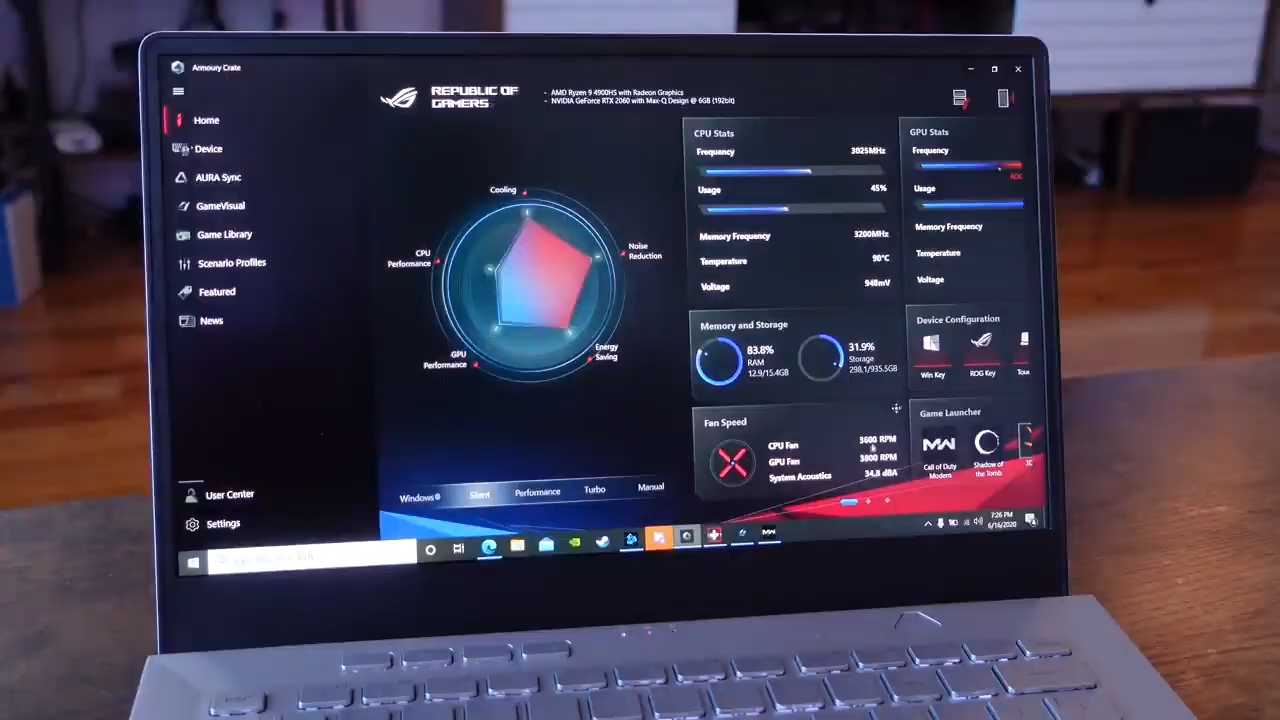 Armoury Crate
REPUBLIC OF
GAMERS
- AMD Ryzen 9 4900HS with Radeon Graphics
- NVIDIA GeForce RTX 2060 with Max-Q Design @ 6GB (192bit)
Home
Device
AURA Sync
GameVisual
Game Library
Scenario Profiles
Featured
News
User Center
Settings
Cooling
Noise
Reduction
CPU
Performance
GPU
Performance
Energy
Saving
Windows®
Silent
Performance
Turbo
Manual
CPU Stats
Frequency 3025MHz
Usage 45%
Memory Frequency 3200MHz
Temperature 90°C
Voltage 940mV
GPU Stats
Frequency
ROG
Usage
Memory Frequency
Temperature
Voltage
Memory and Storage
83.8%
RAM
12.9/15.4GB
31.9%
Storage
298.1/935.5GB
Device Configuration
Win Key
ROG Key
Fan Speed
CPU Fan 3600 RPM
GPU Fan 3800 RPM
System Acoustics 34.8 dBA
Game Launcher
MW
Call of Duty
Modern
Shadow of
the Tomb
7:26 PM
6/16/2020